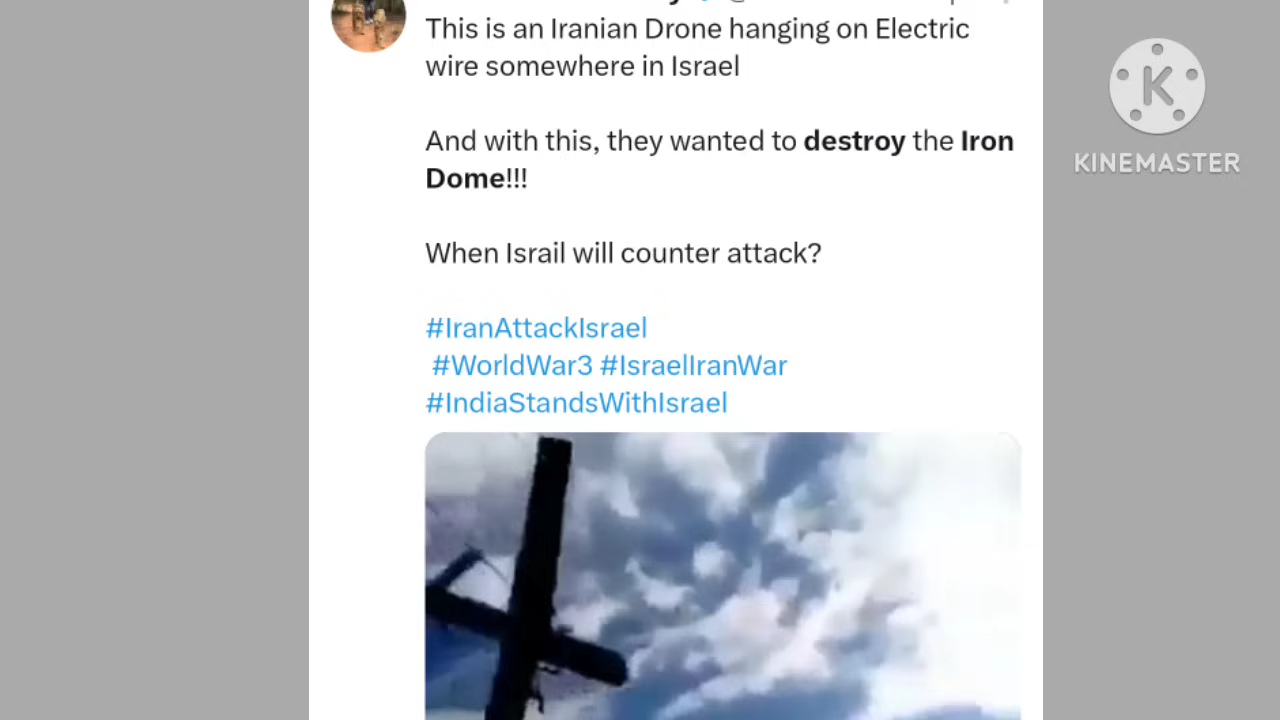 This is an Iranian Drone hanging on Electric
wire somewhere in Israel
And with this, they wanted to destroy the Iron
Dome!!!
When Israil will counter attack?
#IranAttackIsrael
#WorldWar3 #IsraelIranWar
#IndiaStandsWithIsrael
K
KINEMASTER